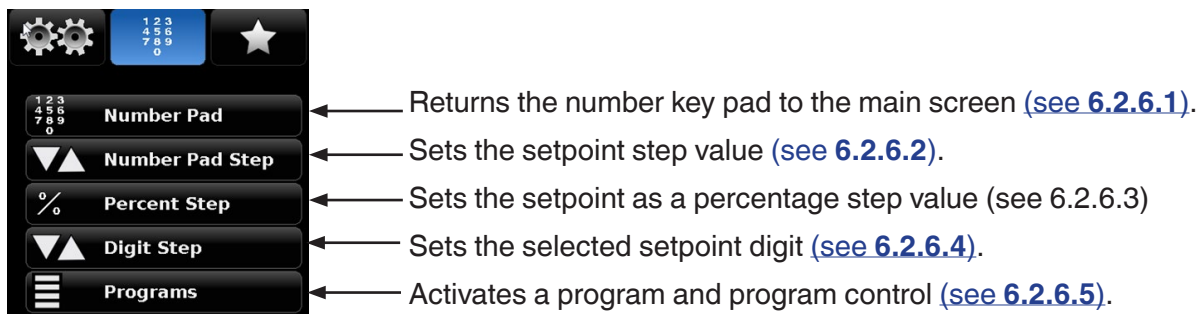 1 2 3
4 5 6
7 8 9
0
1 2 3
4 5 6
7 8 9
0
Number Pad
Returns the number key pad to the main screen (see 6.2.6.1).
Number Pad Step
Sets the setpoint step value (see 6.2.6.2).
% Percent Step
Sets the setpoint as a percentage step value (see 6.2.6.3)
Digit Step
Sets the selected setpoint digit (see 6.2.6.4).
Programs
Activates a program and program control (see 6.2.6.5).